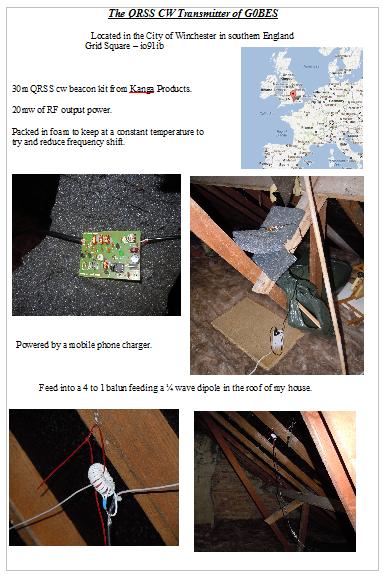 The QRSS CW Transmitter of G0BES
Located in the City of Winchester in southern England
Grid Square – io91ib
30m QRSS cw beacon kit from Kanga Products.
20mw of RF output power.
Packed in foam to keep at a constant temperature to
try and reduce frequency shift.
Powered by a mobile phone charger.
Feed into a 4 to 1 balun feeding a ¼ wave dipole in the roof of my house.